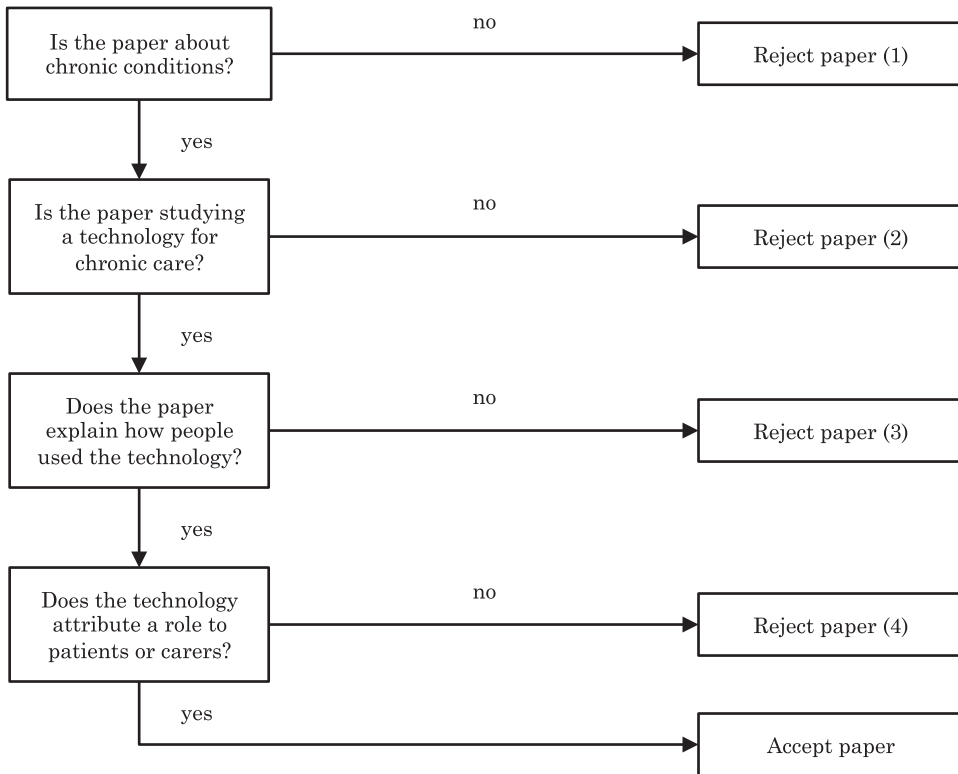 Is the paper about
chronic conditions?
no
Reject paper (1)
yes
Is the paper studying
a technology for
chronic care?
no
Reject paper (2)
yes
Does the paper
explain how people
used the technology?
no
Reject paper (3)
yes
Does the technology
attribute a role to
patients or carers?
no
Reject paper (4)
yes
Accept paper